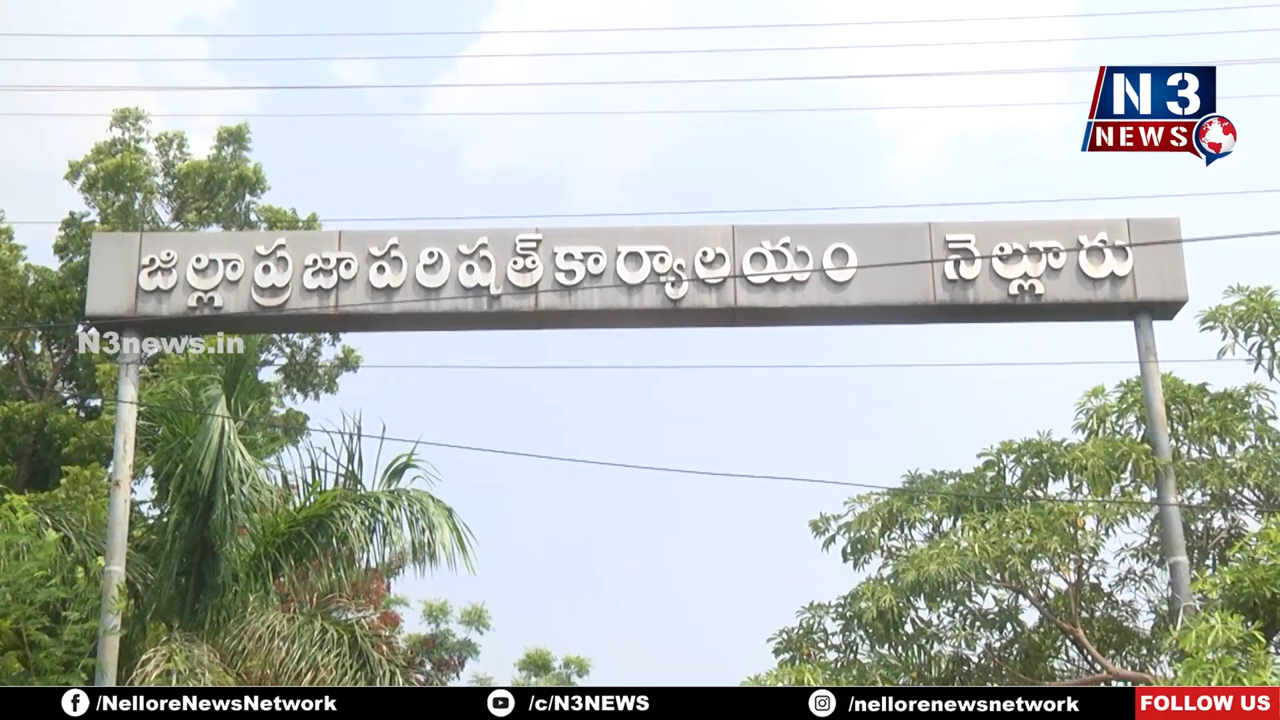 N3
NEWS
జిల్లా ప్రజా పరిషత్ కార్యాలయం నెల్లూరు
N3news.in
/NelloreNewsNetwork /c/N3NEWS /nellorenewsnetwork FOLLOW US